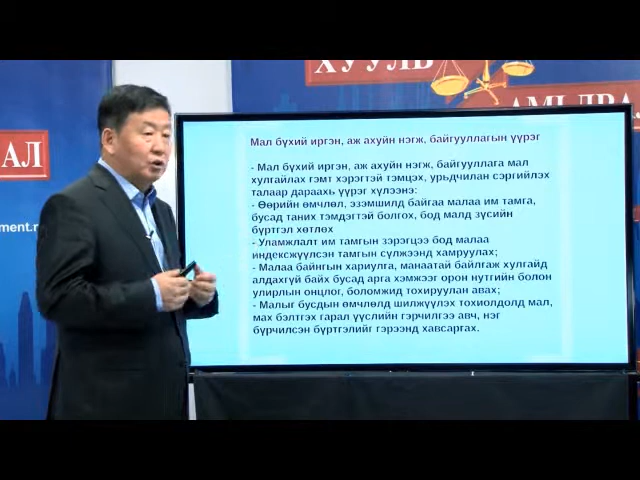 ХУУЛЬ
АМЬДРАЛ
АЛ
ment.
Мал бүхий иргэн, аж ахуйн нэгж, байгууллагын үүрэг
- Мал бүхий иргэн, аж ахуйн нэгж, байгууллага мал
хулгайлах гэмт хэрэгтэй тэмцэх, урьдчилан сэргийлэх
талаар дараахь үүрэг хүлээнэ:
- Өөрийн өмчлөл, эзэмшилд байгаа малаа им тамга,
бусад таних тэмдэгтэй болгох, бод малд зүсийн
бүртгэл хөтлөх
- Уламжлалт им тамгын зэрэгцээ бод малаа
индексжүүлсэн тамгын сүлжээнд хамруулах;
- Малаа байнгын хариулга, манаатай байлгаж хулгайд
алдахгүй байх бусад арга хэмжээг орон нутгийн болон
улирлын онцлог, боломжид тохируулан авах;
- Малыг бусдын өмчлөлд шилжүүлэх тохиолдолд мал,
мах бэлтгэх гарал үүслийн гэрчилгээ авч, нэг
бүрчилсэн бүртгэлийг гэрээнд хавсаргах.